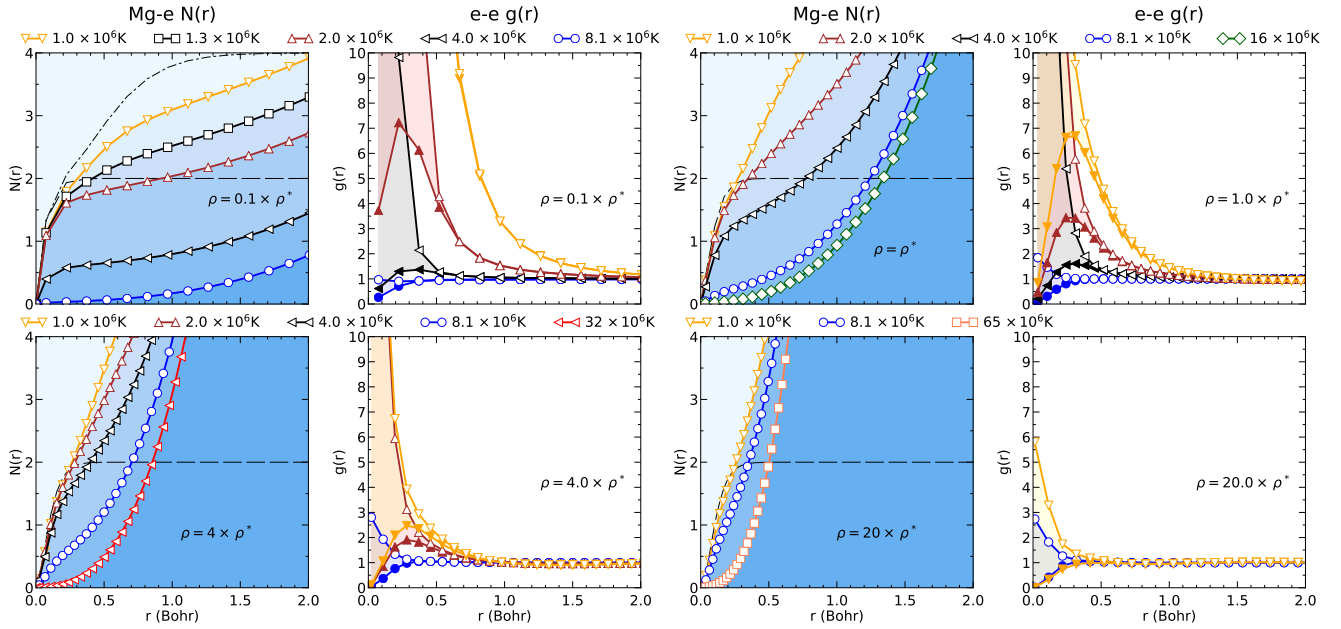 Mg-e N(r)
e-e g(r)
Mg-e N(r)
e-e g(r)
1.0 × 10⁶K 1.3 × 10⁶K 2.0 × 10⁶K 4.0 × 10⁶K 8.1 × 10⁶K
1.0 × 10⁶K 2.0 × 10⁶K 4.0 × 10⁶K 8.1 × 10⁶K 16 × 10⁶K
N(r)
4
3
2
1
0
ρ = 0.1 × ρ*
g(r)
10
9
8
7
6
5
4
3
2
1
0
ρ = 0.1 × ρ*
N(r)
4
3
2
1
0
ρ = ρ*
g(r)
10
9
8
7
6
5
4
3
2
1
0
ρ = 1.0 × ρ*
1.0 × 10⁶K 2.0 × 10⁶K 4.0 × 10⁶K 8.1 × 10⁶K 32 × 10⁶K
1.0 × 10⁶K 8.1 × 10⁶K 65 × 10⁶K
N(r)
4
3
2
1
0
ρ = 4 × ρ*
0.0 0.5 1.0 1.5 2.0
r (Bohr)
g(r)
10
9
8
7
6
5
4
3
2
1
0
ρ = 4.0 × ρ*
0.0 0.5 1.0 1.5 2.0
r (Bohr)
N(r)
4
3
2
1
0
ρ = 20 × ρ*
0.0 0.5 1.0 1.5 2.0
r (Bohr)
g(r)
10
9
8
7
6
5
4
3
2
1
0
ρ = 20.0 × ρ*
0.0 0.5 1.0 1.5 2.0
r (Bohr)